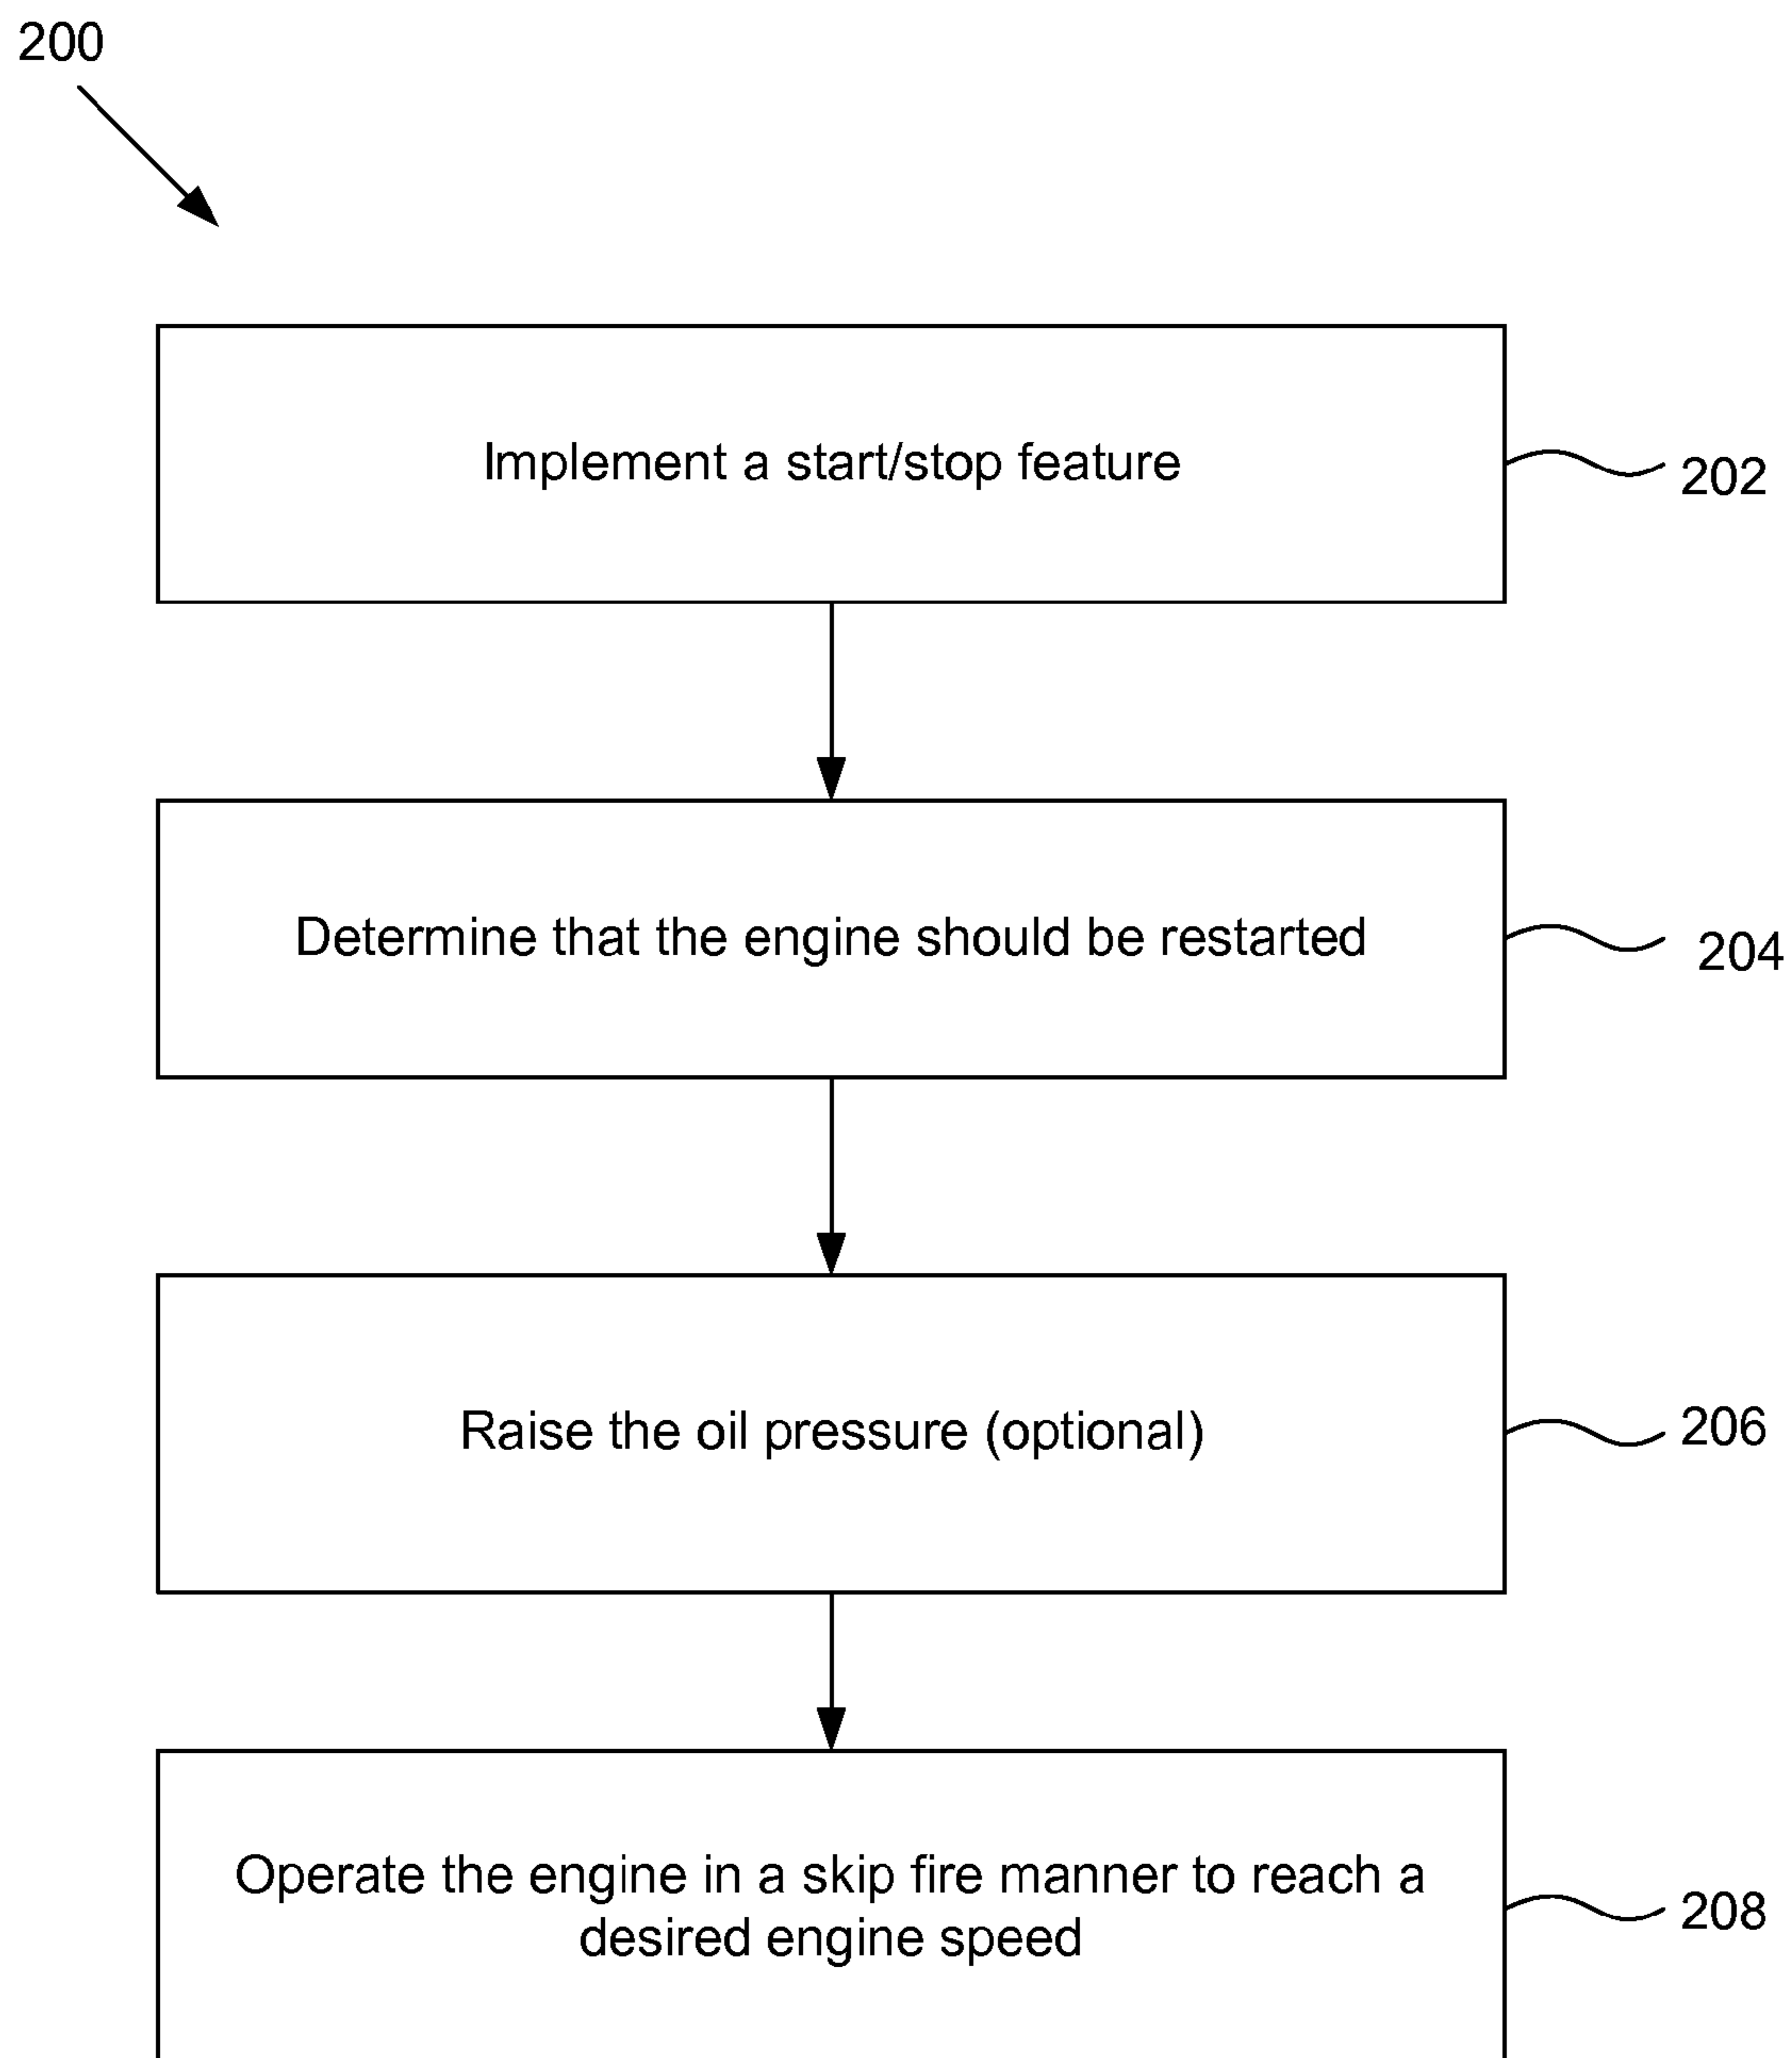 200
Implement a start/stop feature
202
Determine that the engine should be restarted
204
Raise the oil pressure (optional)
206
Operate the engine in a skip fire manner to reach a
desired engine speed
208